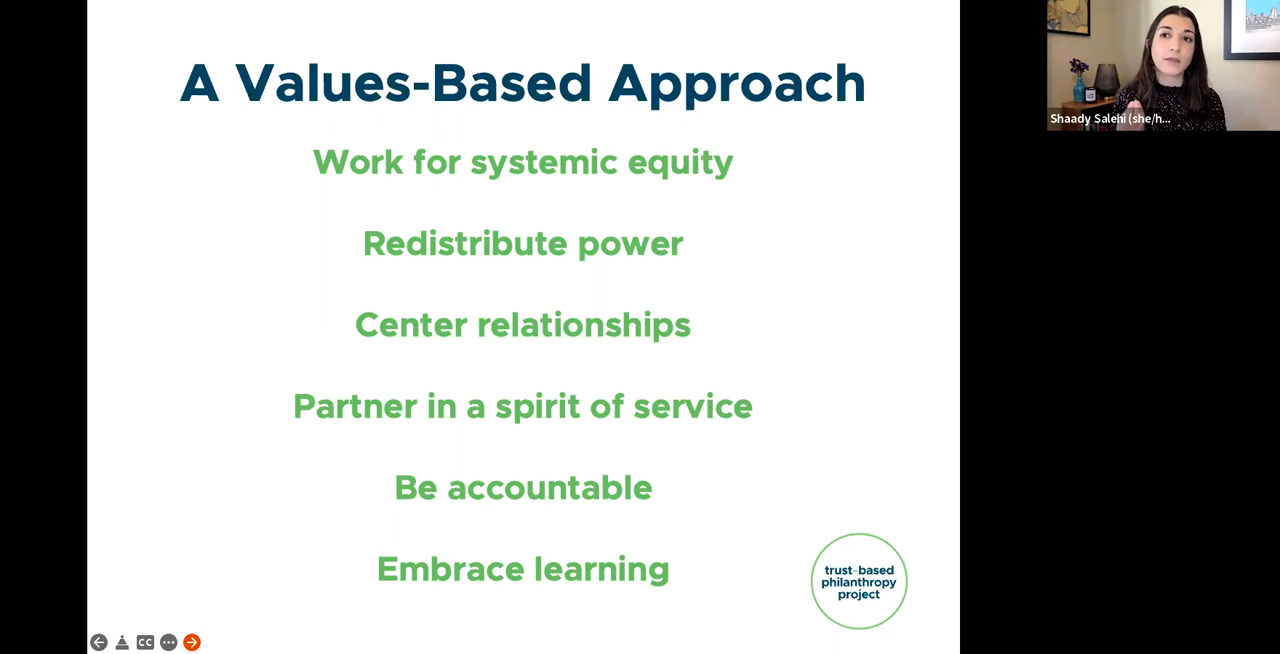 A Values-Based Approach
Work for systemic equity
Redistribute power
Center relationships
Partner in a spirit of service
Be accountable
Embrace learning
trust-based
philanthropy
project
Shaady Salehi (she/h...
CC